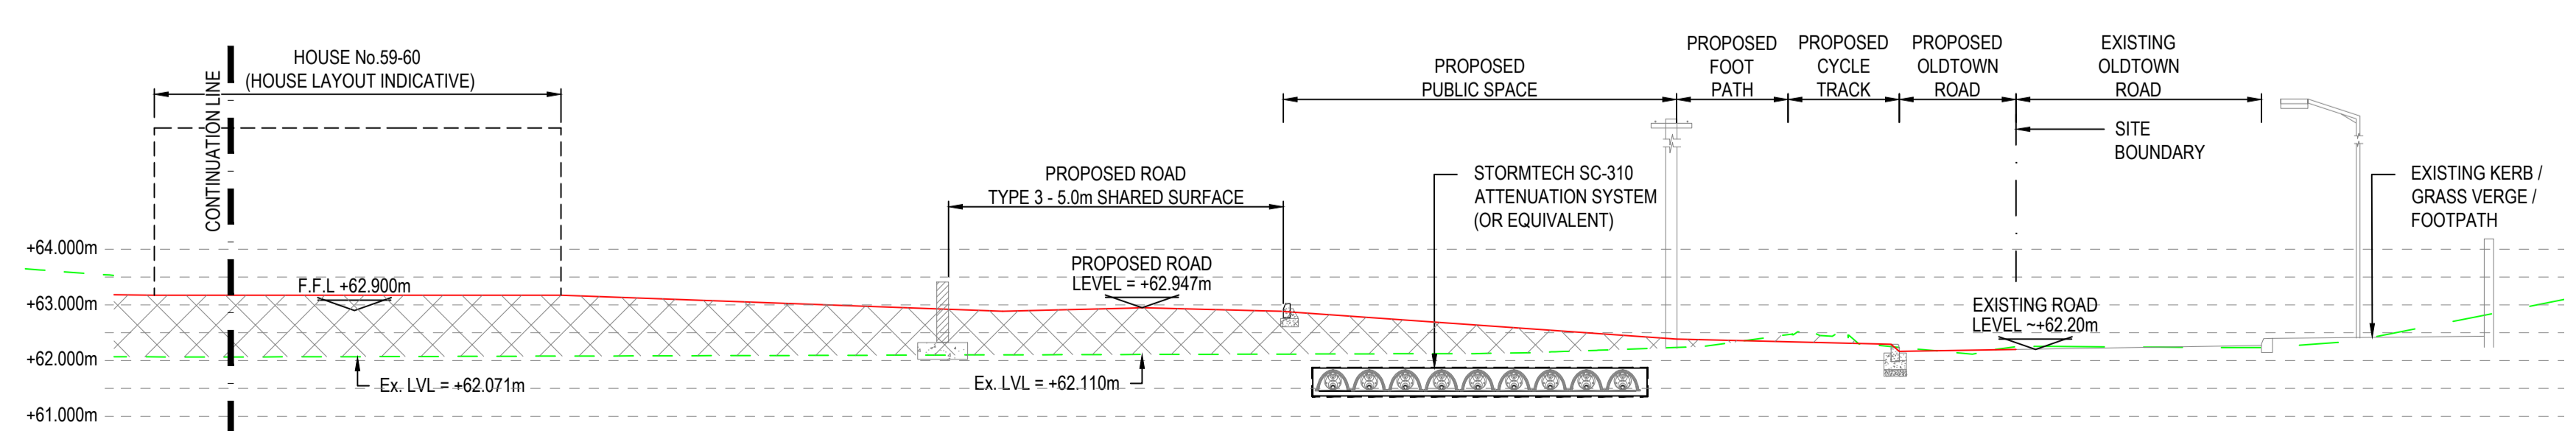 HOUSE No.59-60
(HOUSE LAYOUT INDICATIVE)
CONTINUATION LINE
PROPOSED ROAD
TYPE 3 - 5.0m SHARED SURFACE
PROPOSED
PUBLIC SPACE
PROPOSED
FOOT
PATH
PROPOSED
CYCLE
TRACK
PROPOSED
OLDTOWN
ROAD
EXISTING
OLDTOWN
ROAD
SITE
BOUNDARY
STORMTECH SC-310
ATTENUATION SYSTEM
(OR EQUIVALENT)
EXISTING KERB /
GRASS VERGE /
FOOTPATH
+64.000m
+63.000m
+62.000m
+61.000m
F.F.L +62.900m
PROPOSED ROAD
LEVEL = +62.947m
EXISTING ROAD
LEVEL ~+62.20m
Ex. LVL = +62.071m
Ex. LVL = +62.110m